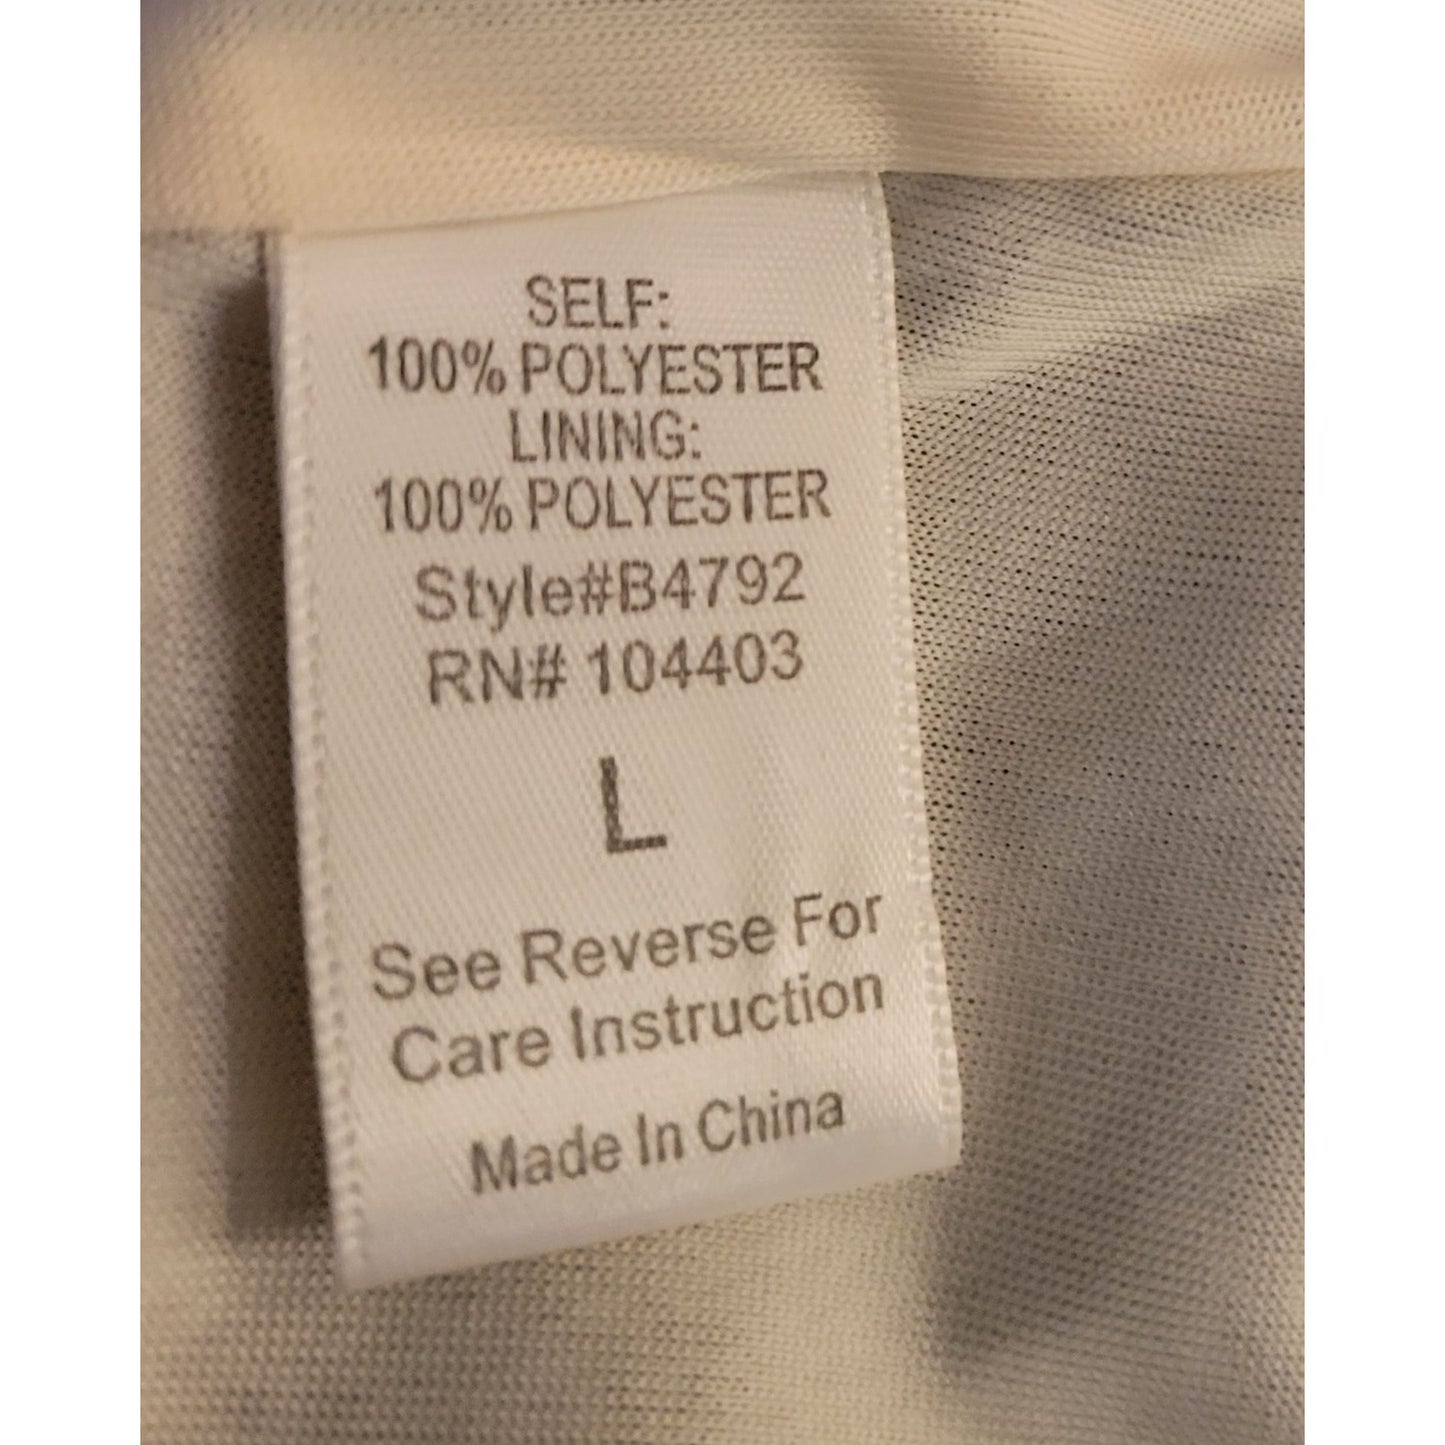 SELF:
100% POLYESTER
LINING:
100% POLYESTER
Style#B4792
RN# 104403
L
See Reverse For
Care Instruction
Made In China